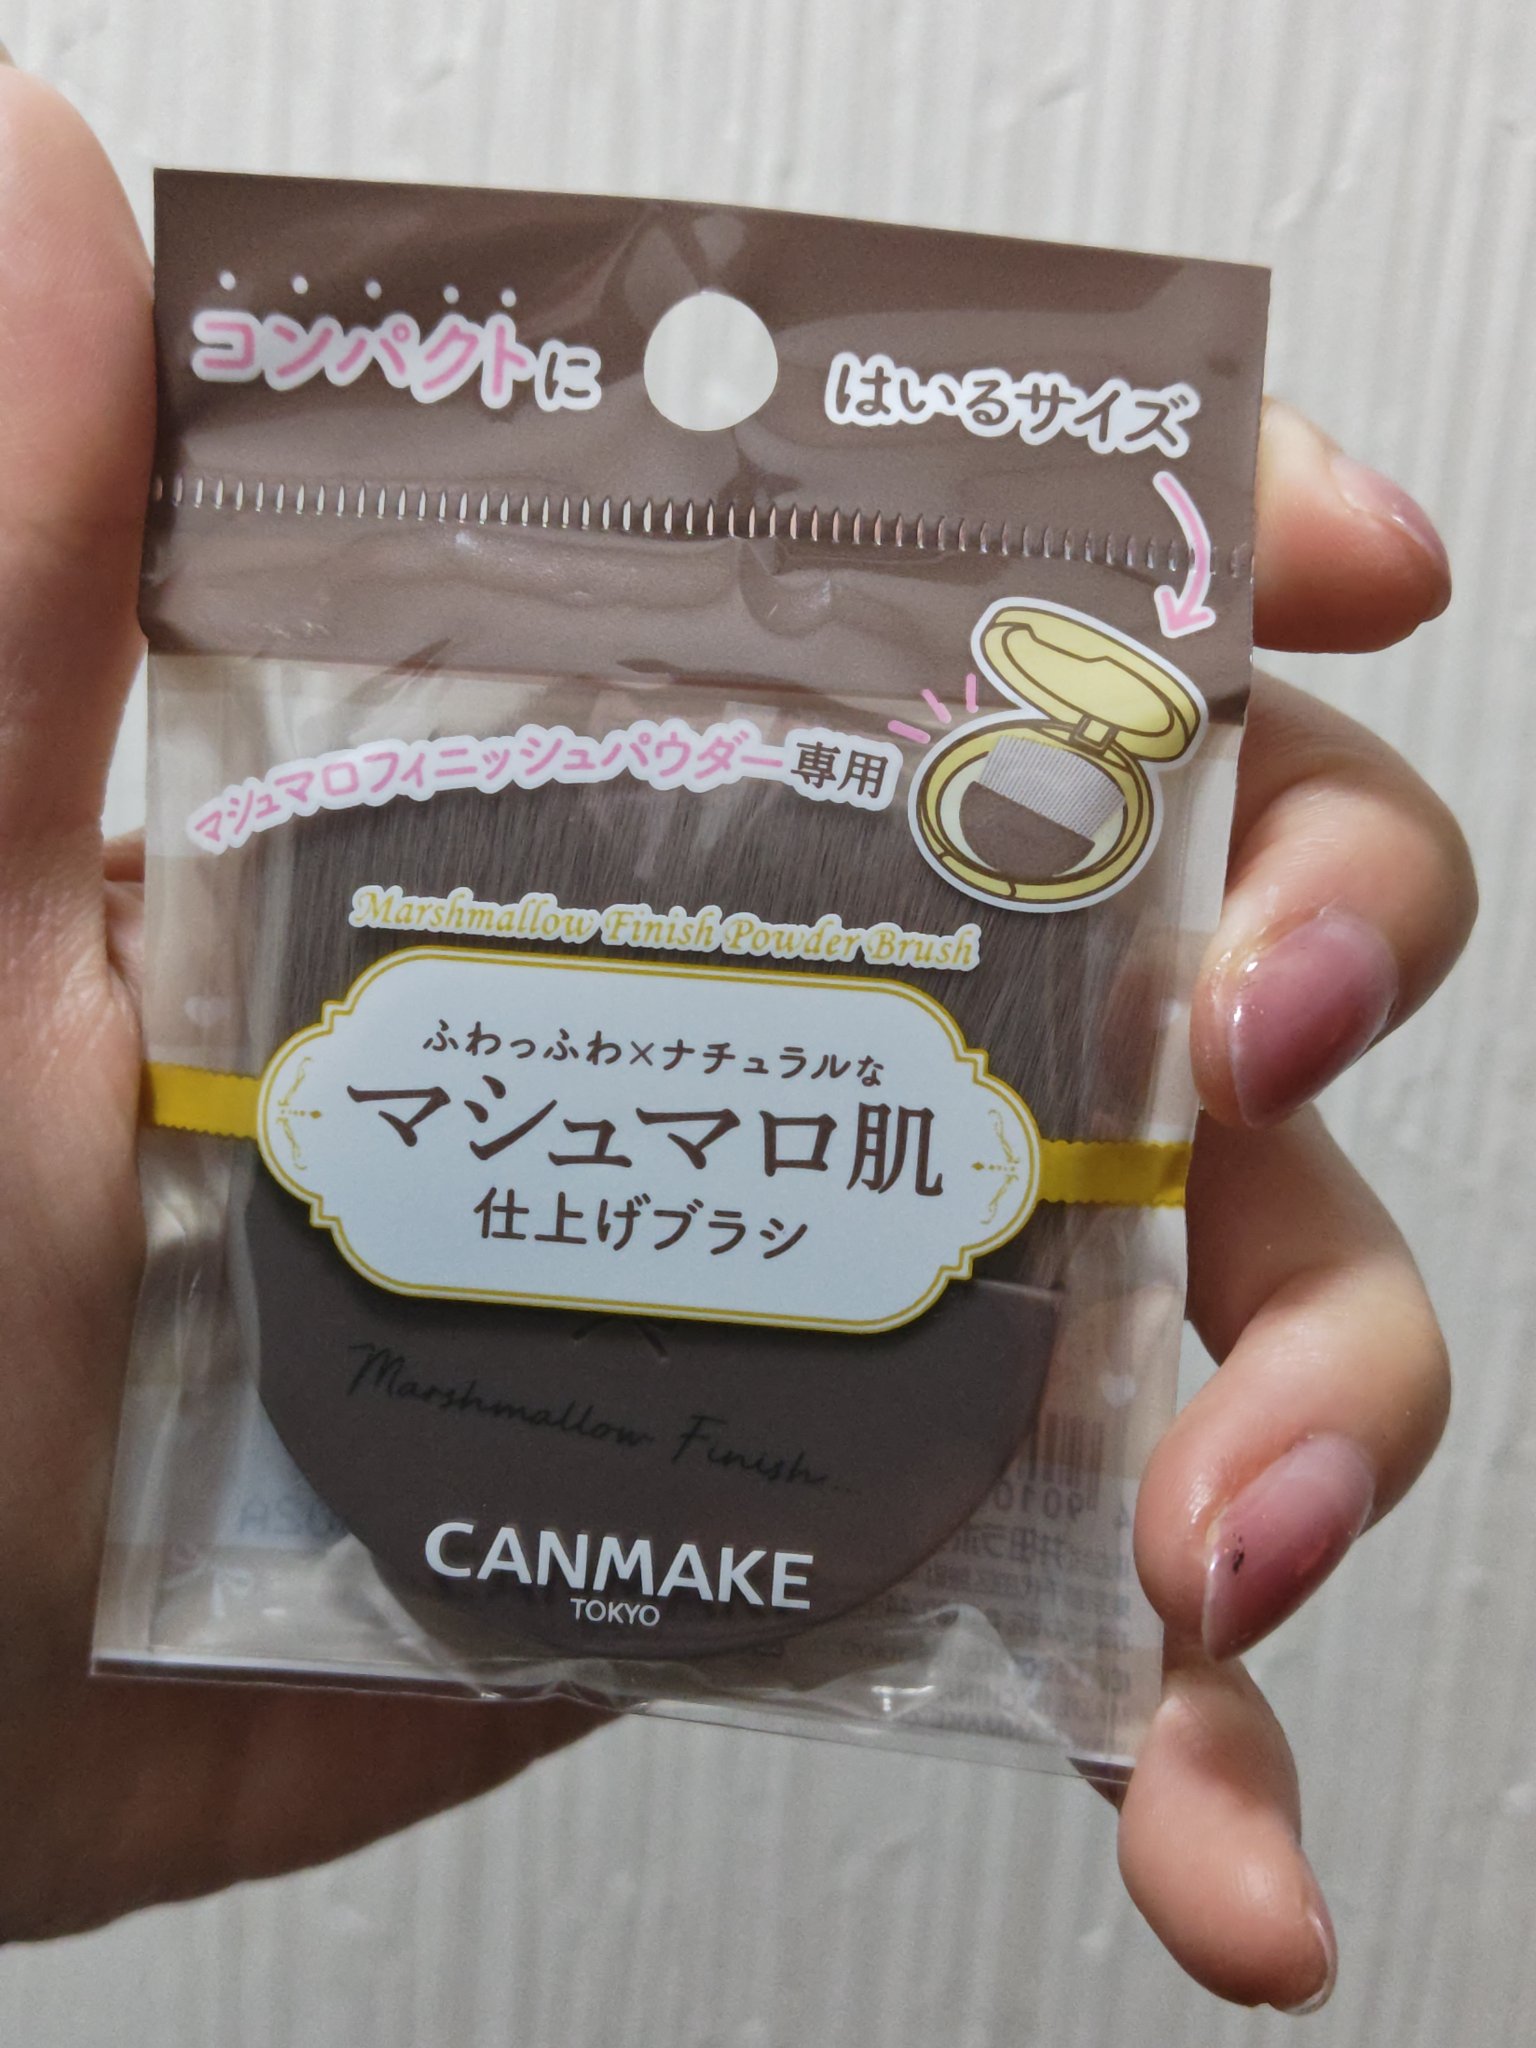 コンパクトに はいるサイズ
マシュマロフィニッシュパウダー専用
Marshmallow Finish Powder Brush
ふわっふわ×ナチュラルな
マシュマロ肌
仕上げブラシ
Marshmallow Finish...
CANMAKE
TOKYO